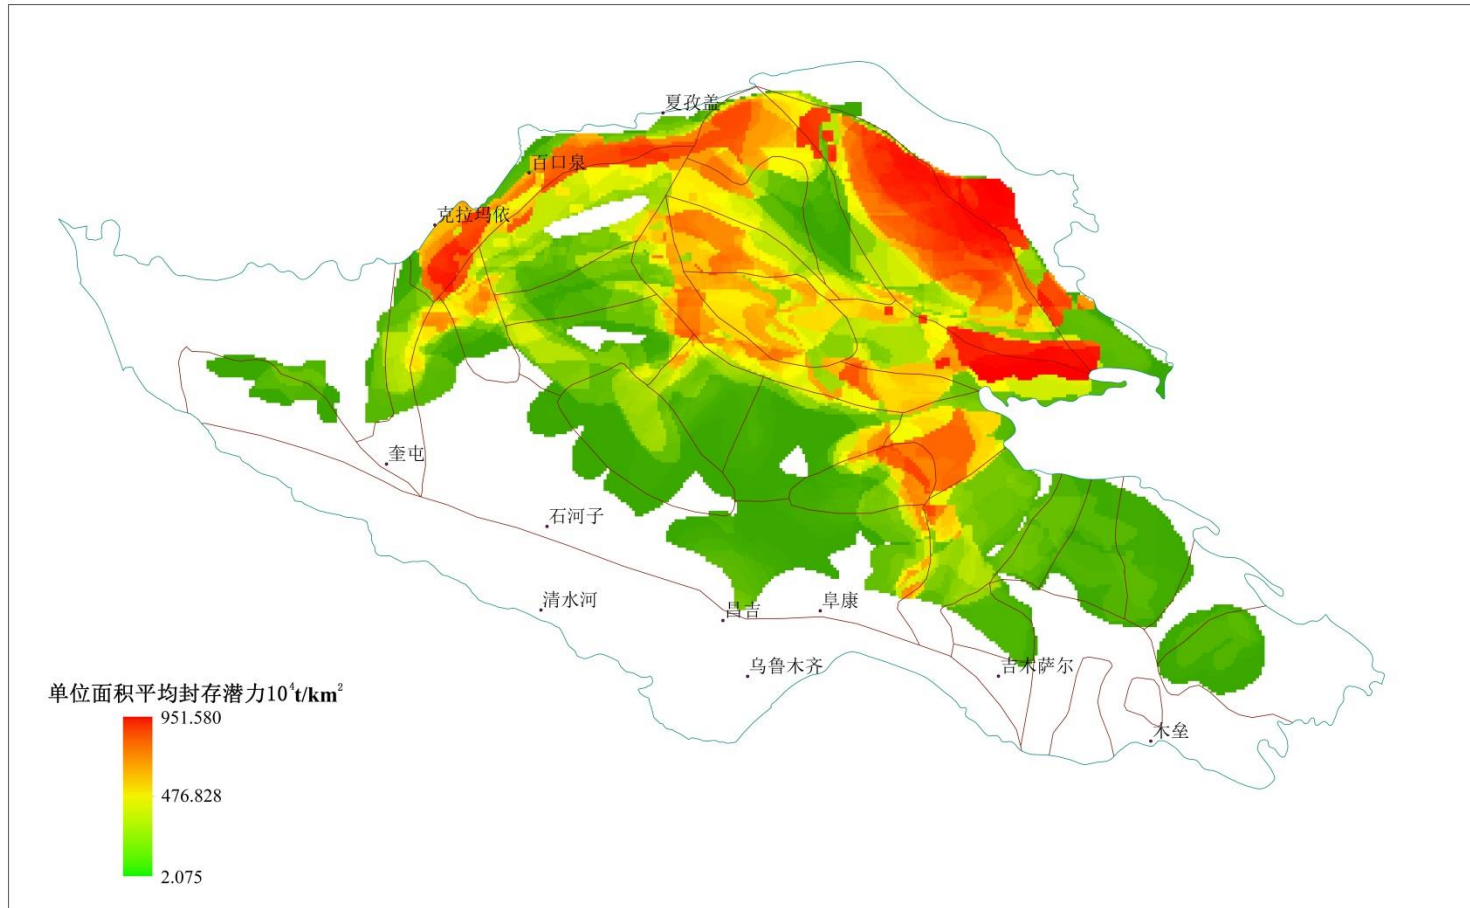 夏孜盖
百口泉
克拉玛依
奎屯
石河子
清水河
昌吉
阜康
乌鲁木齐
吉木萨尔
木垒
单位面积平均封存潜力10⁴t/km²
951.580
476.828
2.075